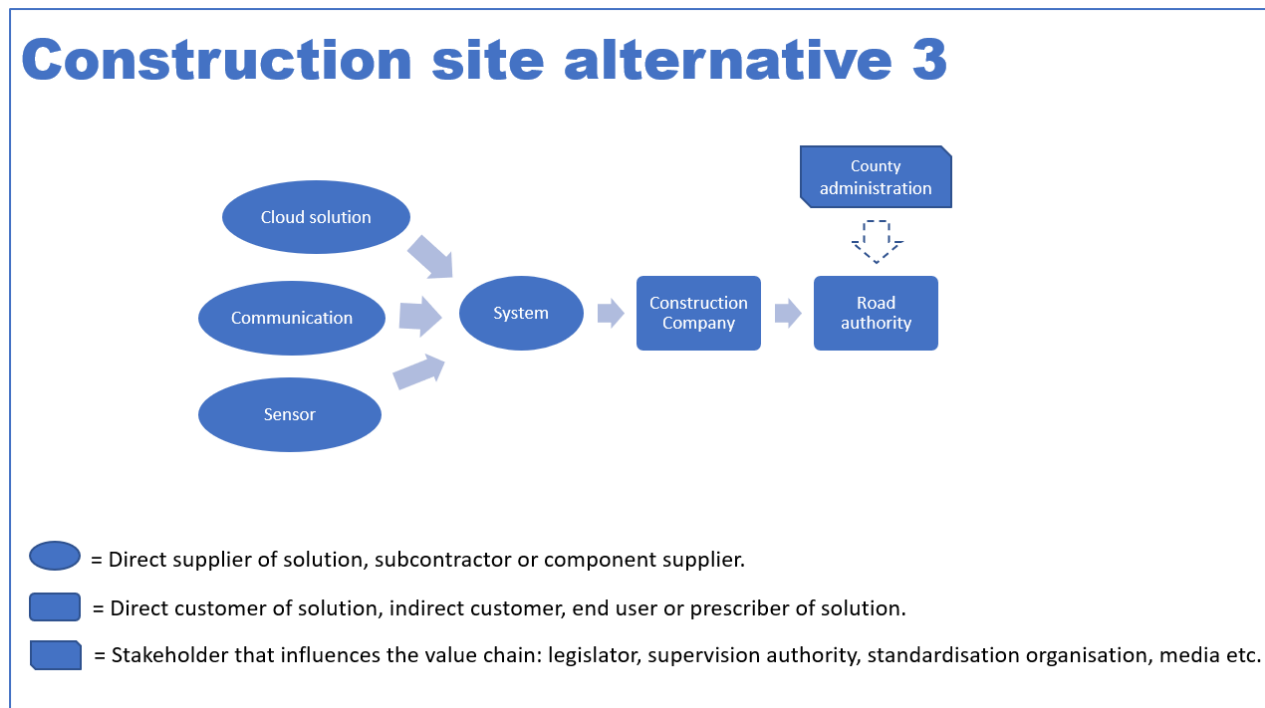 Construction site alternative 3
County
administration
Cloud solution
Communication
System
Construction
Company
Road
authority
Sensor
= Direct supplier of solution, subcontractor or component supplier.
= Direct customer of solution, indirect customer, end user or prescriber of solution.
= Stakeholder that influences the value chain: legislator, supervision authority, standardisation organisation, media etc.